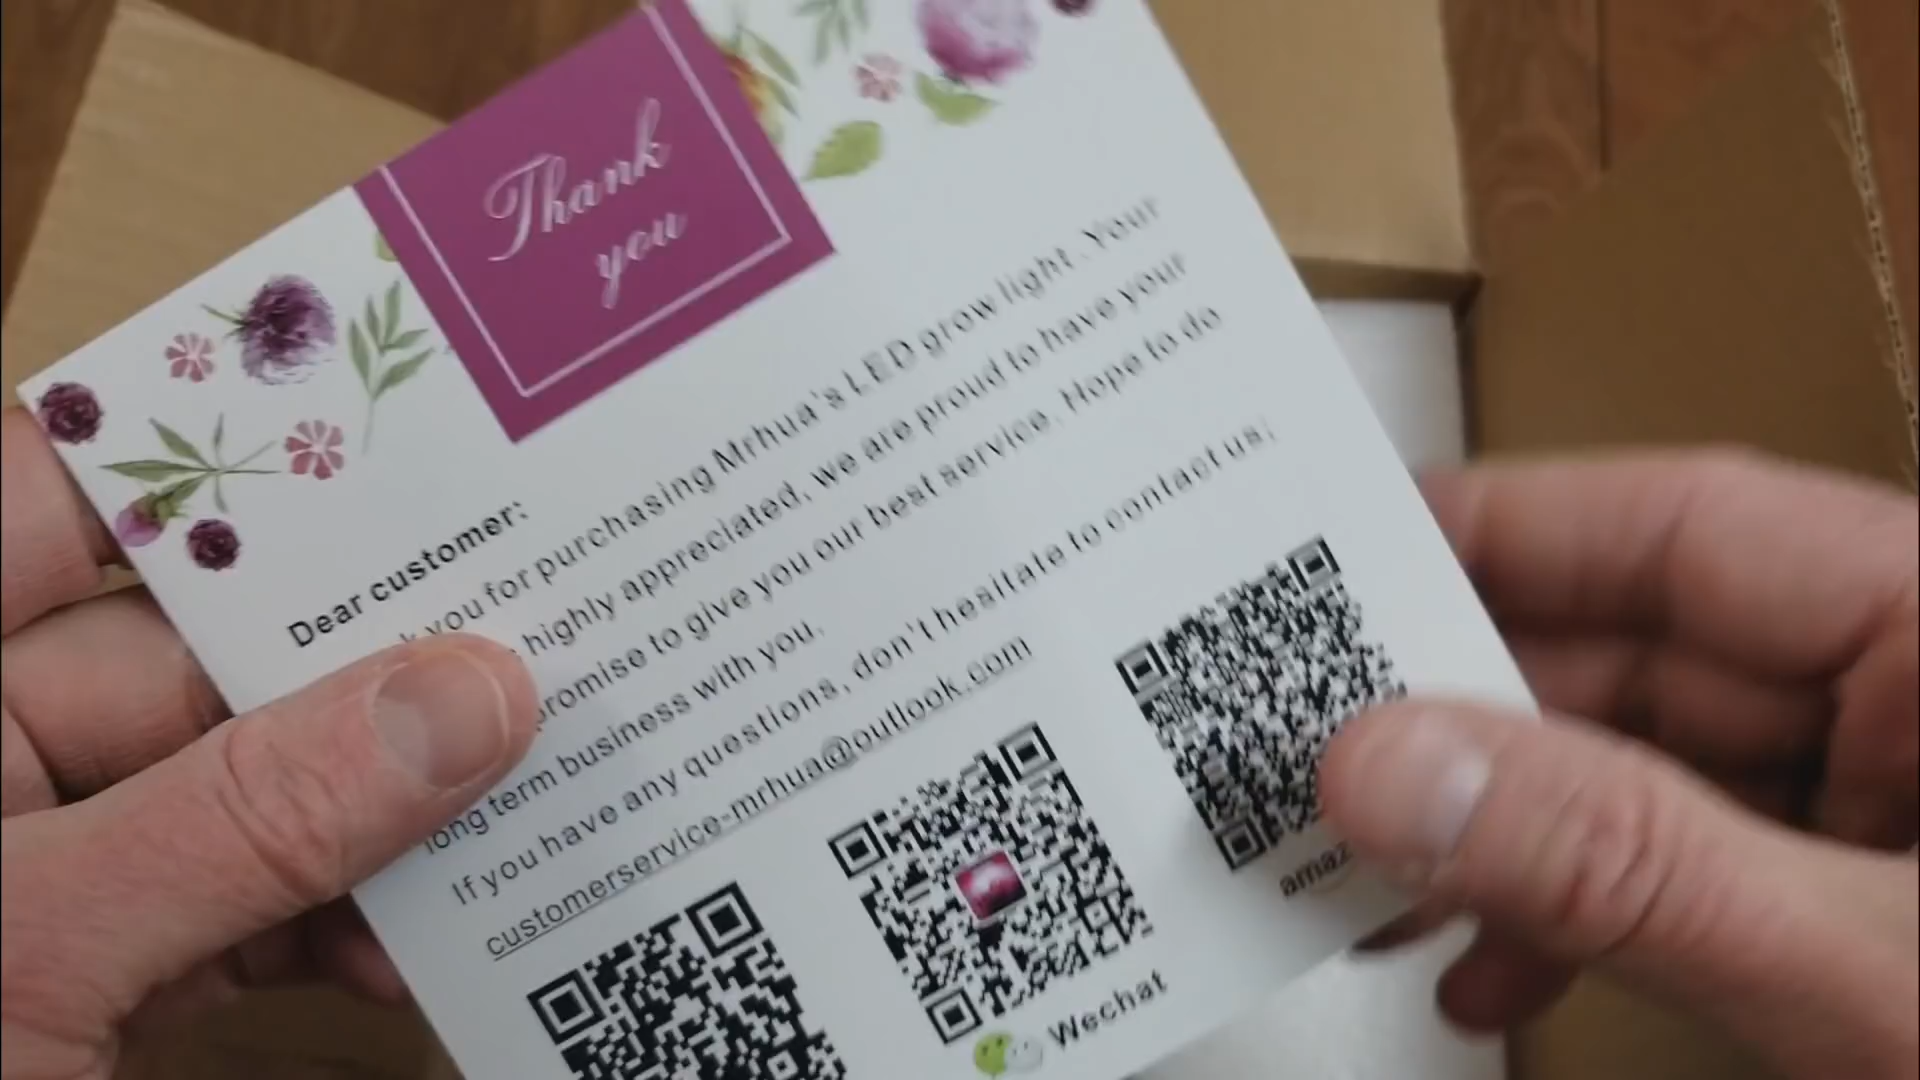 Thank
you
Dear customer:
you for purchasing Mrhua's LED grow light. Your
highly appreciated, we are proud to have your
promise to give you our best service. Hope to do
long term business with you.
If you have any questions, don't hesitate to contact us:
customerservice-mrhua@outlook.com
Wechat